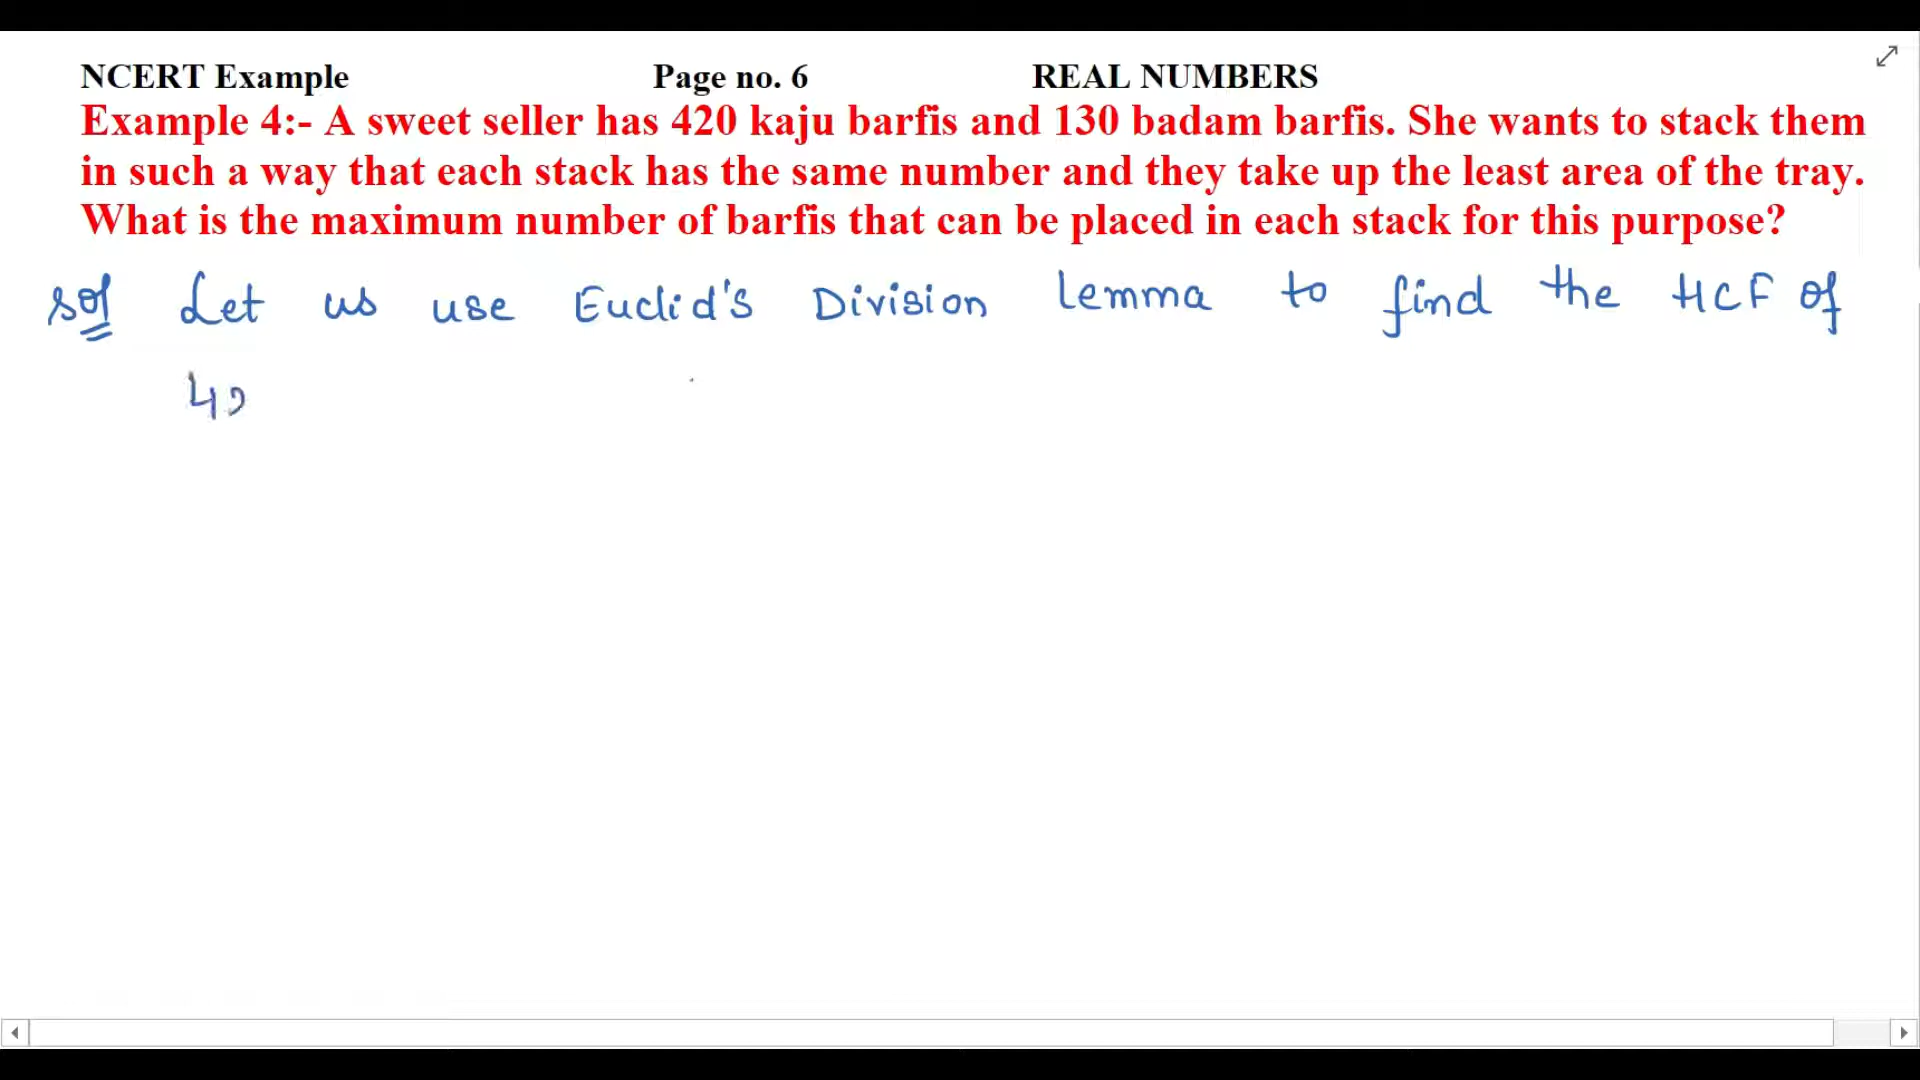 NCERT Example Page no. 6 REAL NUMBERS
Example 4:- A sweet seller has 420 kaju barfis and 130 badam barfis. She wants to stack them
in such a way that each stack has the same number and they take up the least area of the tray.
What is the maximum number of barfis that can be placed in each stack for this purpose?
Sol Let us use Euclid's Division lemma to find the HCF of
42